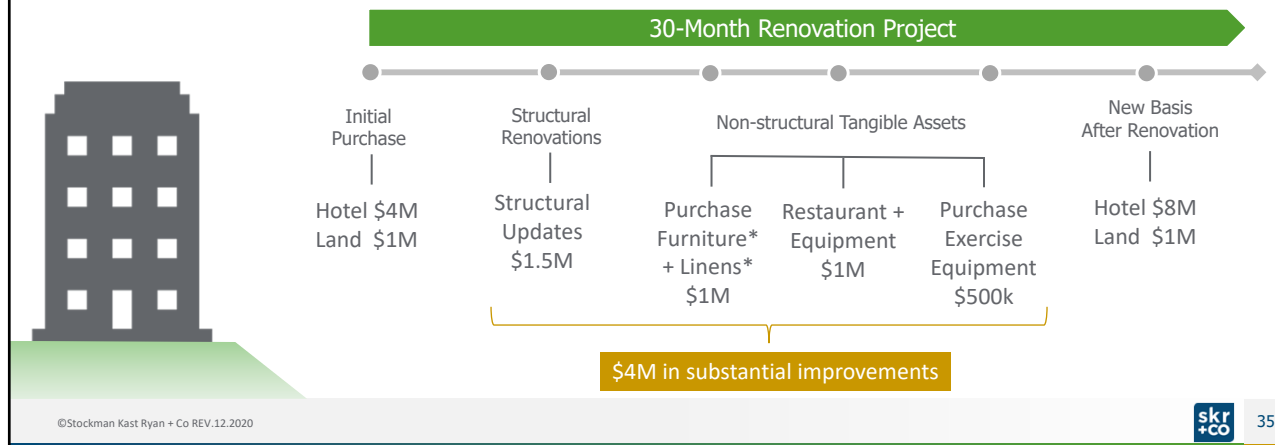 30-Month Renovation Project
Initial
Purchase
Hotel $4M
Land $1M
Structural
Renovations
Structural
Updates
$1.5M
Non-structural Tangible Assets
Purchase
Furniture*
+ Linens*
$1M
Restaurant +
Equipment
$1M
Purchase
Exercise
Equipment
$500k
New Basis
After Renovation
Hotel $8M
Land $1M
$4M in substantial improvements
©Stockman Kast Ryan + Co REV.12.2020
skr
+co
35